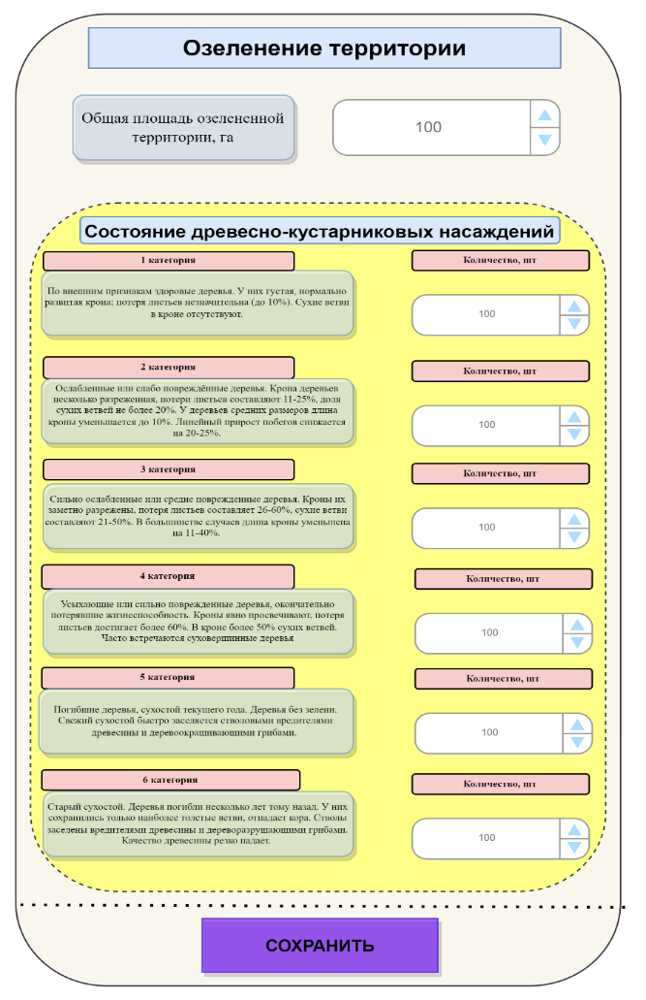 Озеленение территории
Общая площадь озелененной
территории, га
100
Состояние древесно-кустарниковых насаждений
1 категория
Количество, шт
По внешним признакам здоровые деревья. У них густая, нормально
развитая крона; потеря листьев незначительна (до 10%). Сухие ветви
в кроне отсутствуют.
100
2 категория
Количество, шт
Ослабленные или слабо повреждённые деревья. Крона деревьев
несколько разреженная, потери листьев составляют 11-25%, доля
сухих ветвей не более 20%. У деревьев средних размеров длина
кроны уменьшается до 10%. Линейный прирост побегов снижается
на 20-25%.
100
3 категория
Количество, шт
Сильно ослабленные или средне поврежденные деревья. Кроны их
заметно разрежены, потеря листьев составляет 26-60%, сухие ветви
составляют 21-50%. В большинстве случаев длина кроны уменьшена
на 11-40%.
100
4 категория
Количество, шт
Усыхающие или сильно поврежденные деревья, окончательно
потерявшие жизнеспособность. Кроны явно просвечивают, потеря
листьев достигает более 60%. В кроне более 50% сухих ветвей.
Часто встречаются суховершинные деревья
100
5 категория
Количество, шт
Погибшие деревья, сухостой текущего года. Деревья без зелени.
Свежий сухостой быстро заселяется стволовыми вредителями
древесины и деревоокрашивающими грибами.
100
6 категория
Количество, шт
Старый сухостой. Деревья погибли несколько лет тому назад. У них
сохранились только наиболее толстые ветви, отпадает кора. Стволы
заселены вредителями древесины и дереворазрушающими грибами.
Качество древесины резко падает.
100
СОХРАНИТЬ